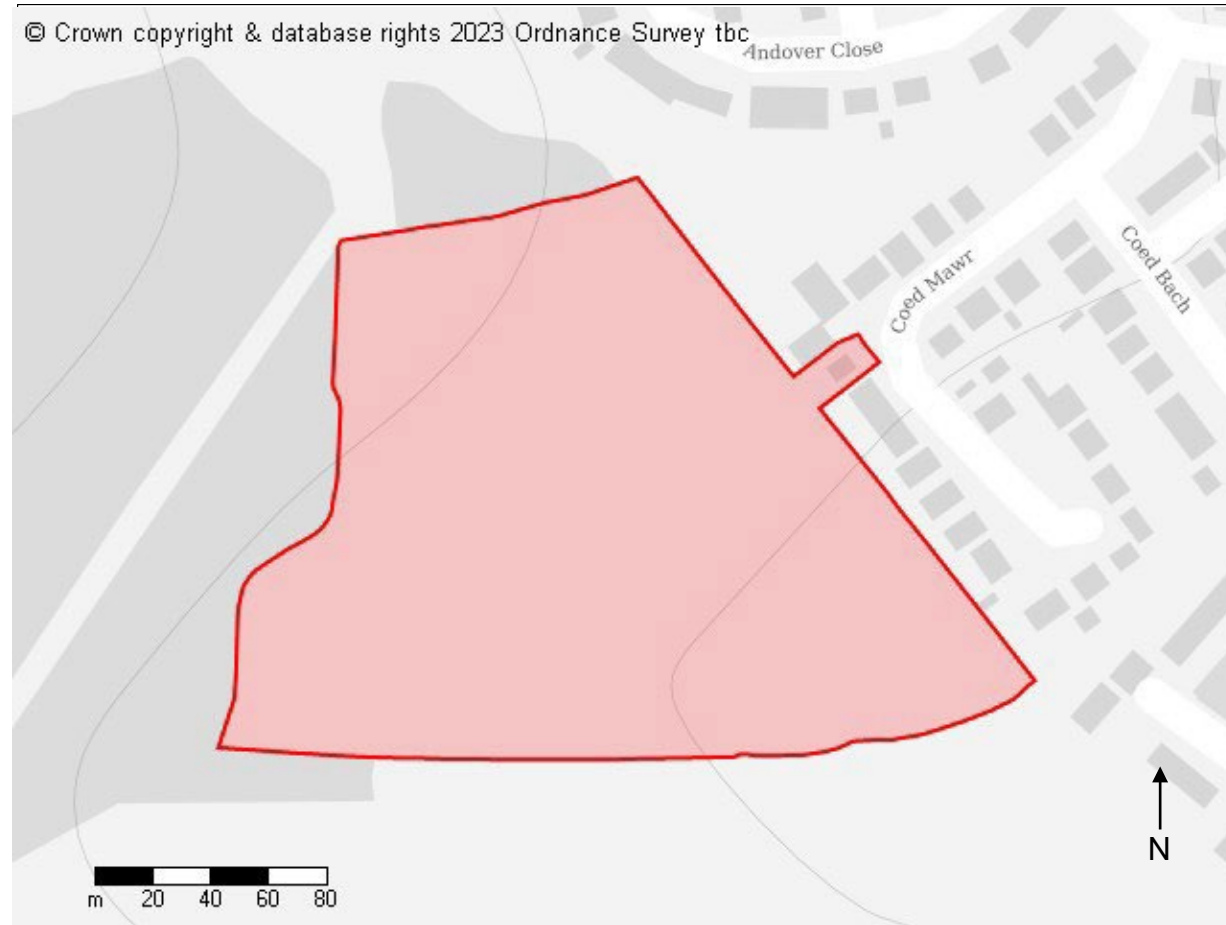 © Crown copyright & database rights 2023 Ordnance Survey tbc
Andover Close
Coed Mawr
Coed Bach
N
m 20 40 60 80